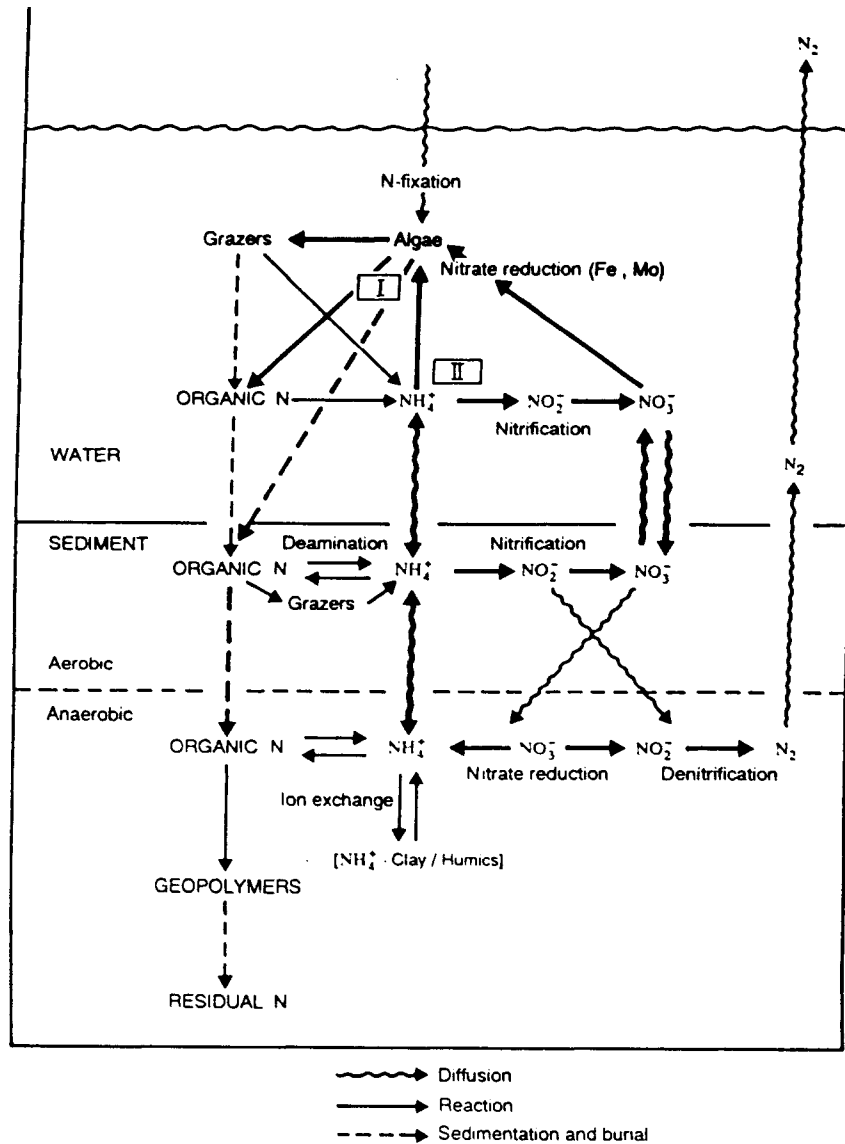 N₂
N-fixation
Grazers Algae
Nitrate reduction (Fe , Mo)
I
II
ORGANIC N NH₄⁺ NO₂⁻ NO₃⁻
Nitrification
WATER
N₂
SEDIMENT Deamination Nitrification
ORGANIC N NH₄⁺ NO₂⁻ NO₃⁻
Grazers
Aerobic
Anaerobic
ORGANIC N NH₄⁺ NO₃⁻ NO₂⁻ N₂
Nitrate reduction Denitrification
Ion exchange
[NH₄⁺ · Clay / Humics]
GEOPOLYMERS
RESIDUAL N
Diffusion
Reaction
Sedimentation and burial